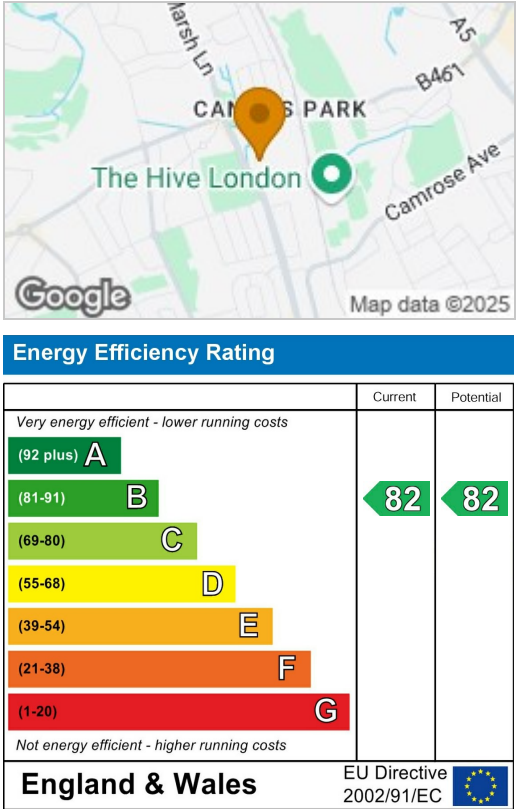 Marsh Ln
A5
B461
CAN S PARK
The Hive London
Camrose Ave
Google
Map data ©2025
Energy Efficiency Rating
Current Potential
Very energy efficient - lower running costs
(92 plus) A
(81-91) B 82 82
(69-80) C
(55-68) D
(39-54) E
(21-38) F
(1-20) G
Not energy efficient - higher running costs
England & Wales
EU Directive
2002/91/EC